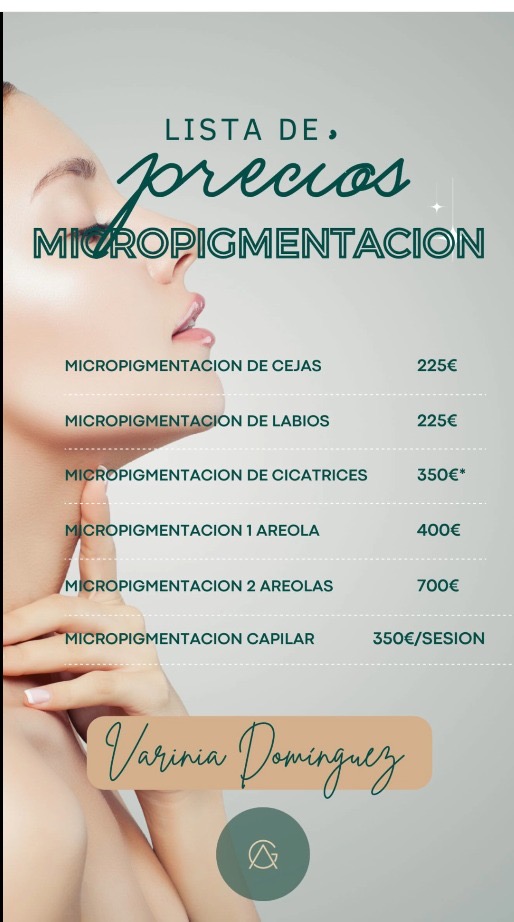 LISTA DE
precios
MICROPIGMENTACION
MICROPIGMENTACION DE CEJAS 225€
MICROPIGMENTACION DE LABIOS 225€
MICROPIGMENTACION DE CICATRICES 350€*
MICROPIGMENTACION 1 AREOLA 400€
MICROPIGMENTACION 2 AREOLAS 700€
MICROPIGMENTACION CAPILAR 350€/SESION
Varinia Domínguez